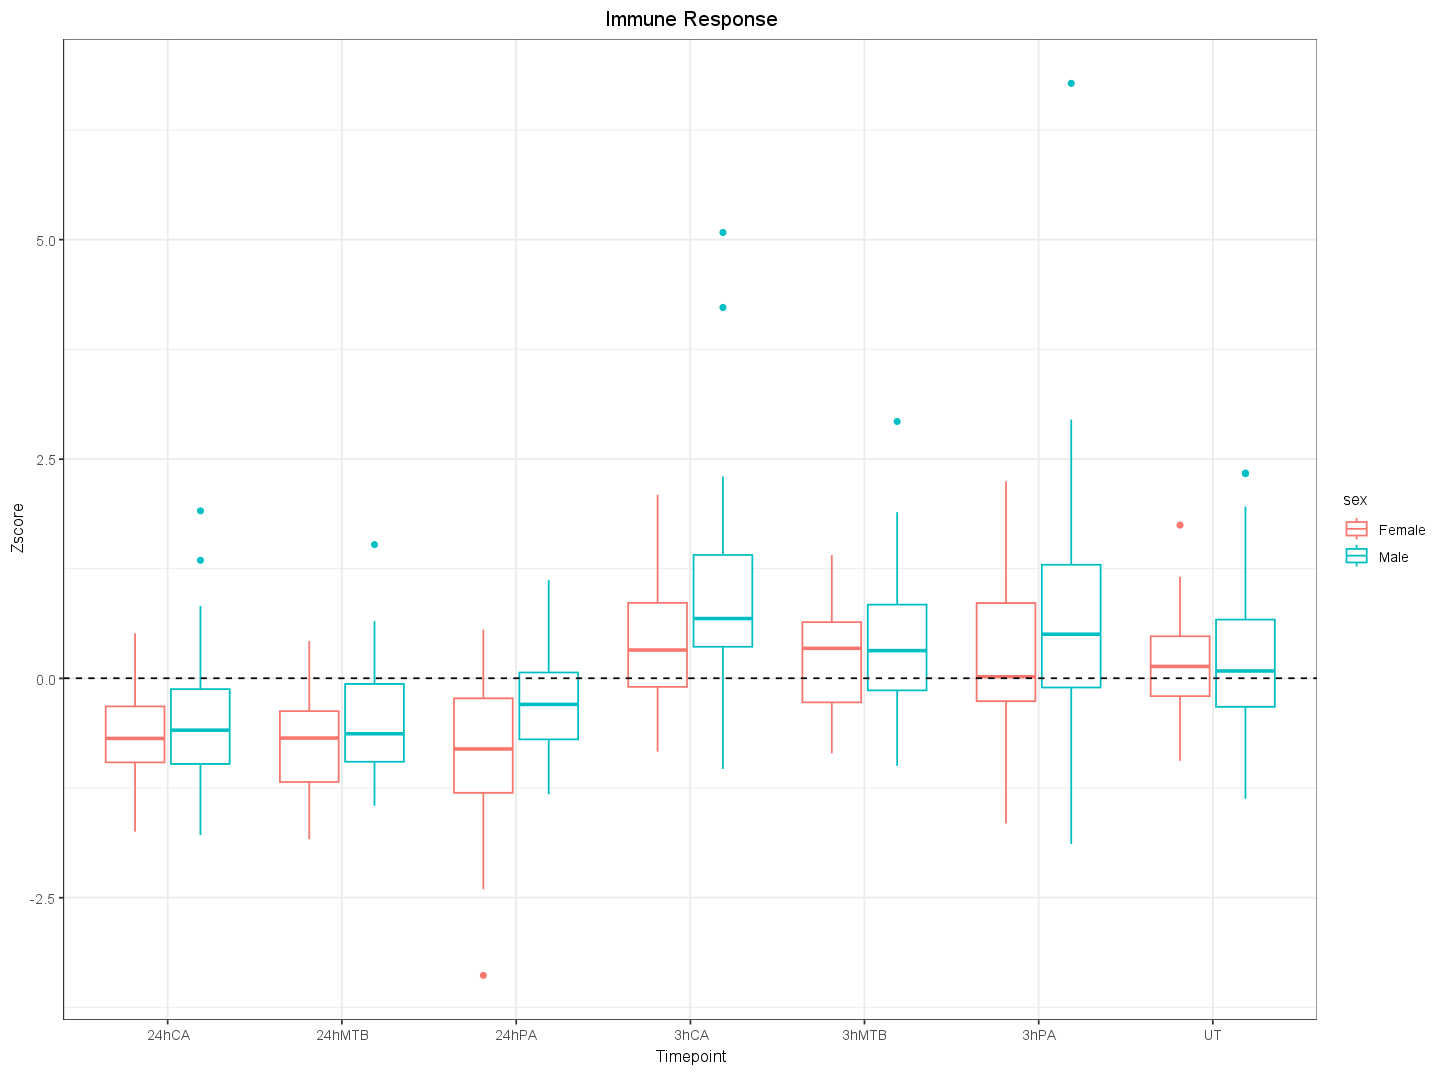 Immune Response
Zscore
5.0
2.5
0.0
-2.5
24hCA
24hMTB
24hPA
3hCA
3hMTB
3hPA
UT
Timepoint
sex
Female
Male